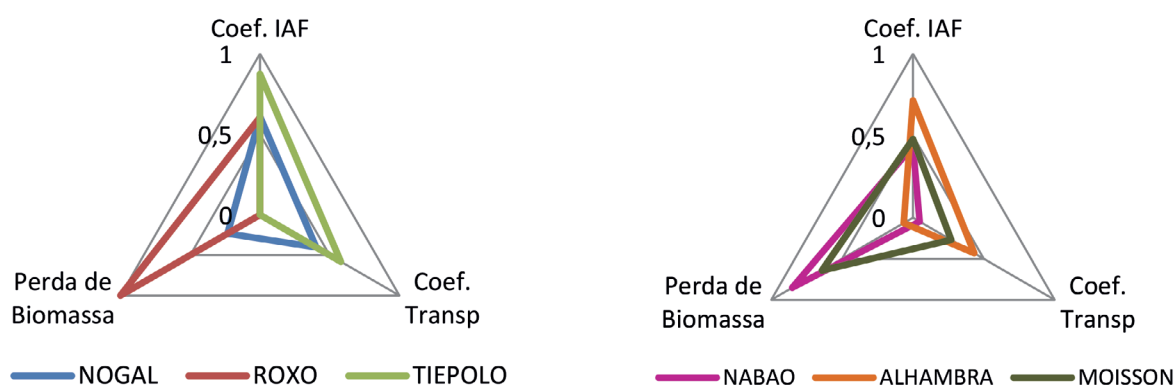 Coef. IAF
1
0,5
0
Perda de
Biomassa
Coef.
Transp
NOGAL
ROXO
TIEPOLO
Coef. IAF
1
0,5
0
Perda de
Biomassa
Coef.
Transp
NABAO
ALHAMBRA
MOISSON